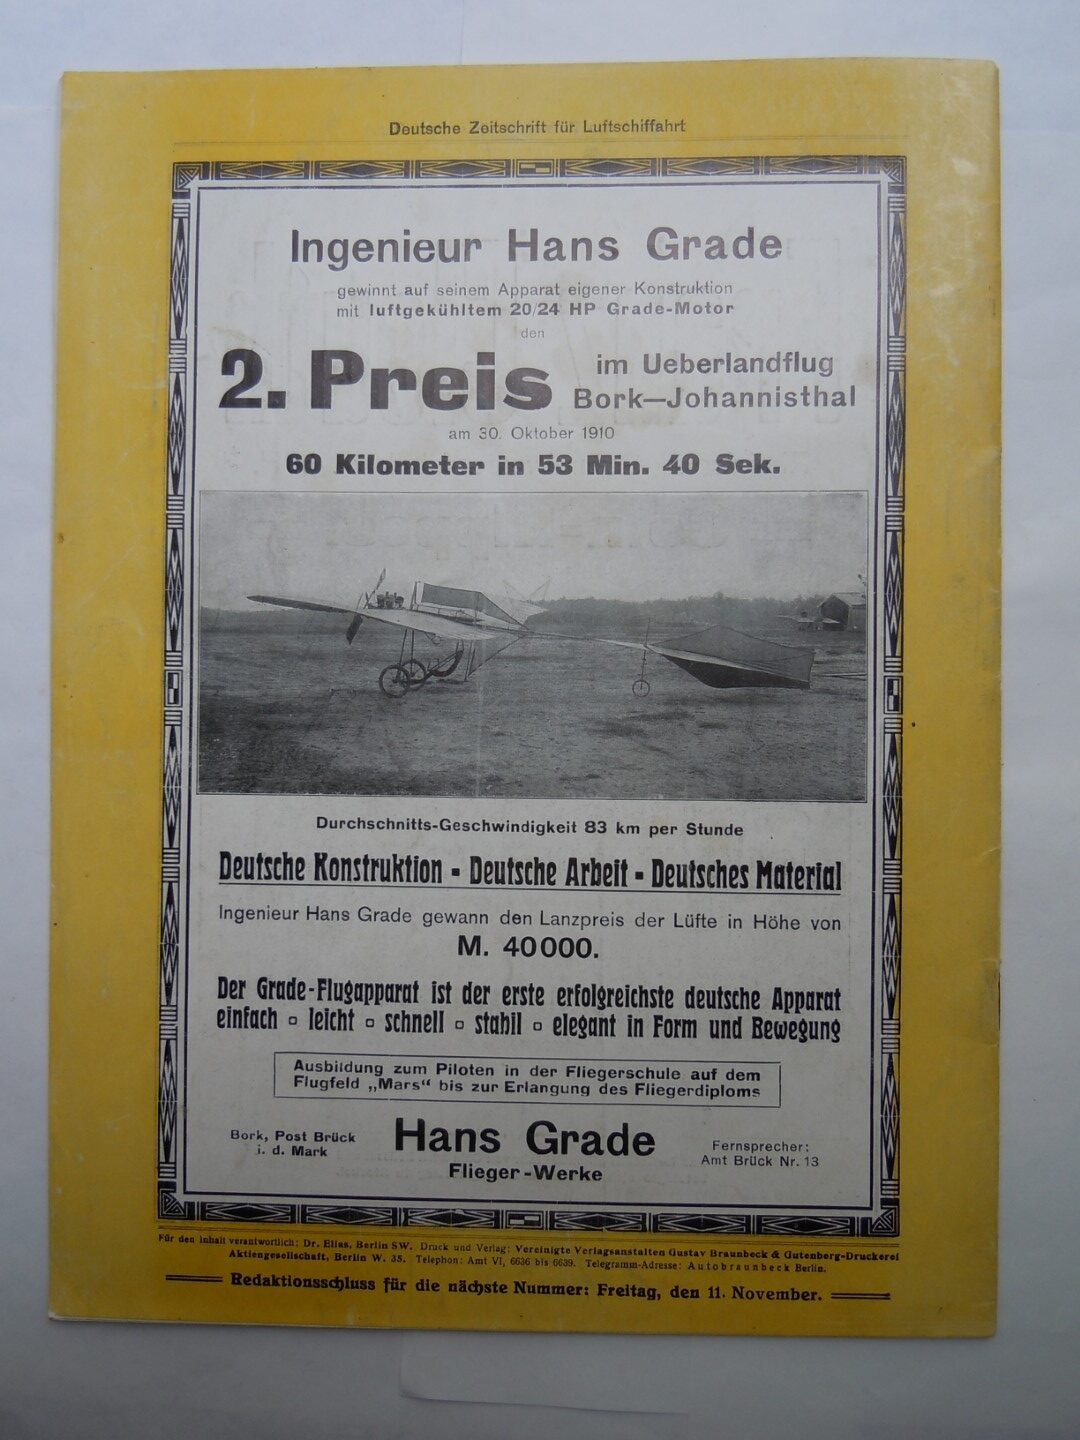 Deutsche Zeitschrift für Luftschiffahrt
Ingenieur Hans Grade
gewinnt auf seinem Apparat eigener Konstruktion
mit luftgekühltem 20/24 HP Grade-Motor
den
2. Preis
im Ueberlandflug
Bork—Johannisthal
am 30. Oktober 1910
60 Kilometer in 53 Min. 40 Sek.
Durchschnitts-Geschwindigkeit 83 km per Stunde
Deutsche Konstruktion - Deutsche Arbeit - Deutsches Material
Ingenieur Hans Grade gewann den Lanzpreis der Lüfte in Höhe von
M. 40000.
Der Grade-Flugapparat ist der erste erfolgreichste deutsche Apparat
einfach ▫ leicht ▫ schnell ▫ stabil ▫ elegant in Form und Bewegung
Ausbildung zum Piloten in der Fliegerschule auf dem
Flugfeld „Mars“ bis zur Erlangung des Fliegerdiploms
Bork, Post Brück
i. d. Mark
Hans Grade
Flieger-Werke
Fernsprecher:
Amt Brück Nr. 13
Für den Inhalt verantwortlich: Dr. Elias, Berlin SW. Druck und Verlag: Vereinigte Verlagsanstalten Gustav Braunbeck & Gutenberg-Druckerei
Aktiengesellschaft, Berlin W. 35. Telephon: Amt VI, 6636 bis 6639. Telegramm-Adresse: Autobraunbeck Berlin.
Redaktionsschluss für die nächste Nummer: Freitag, den 11. November.